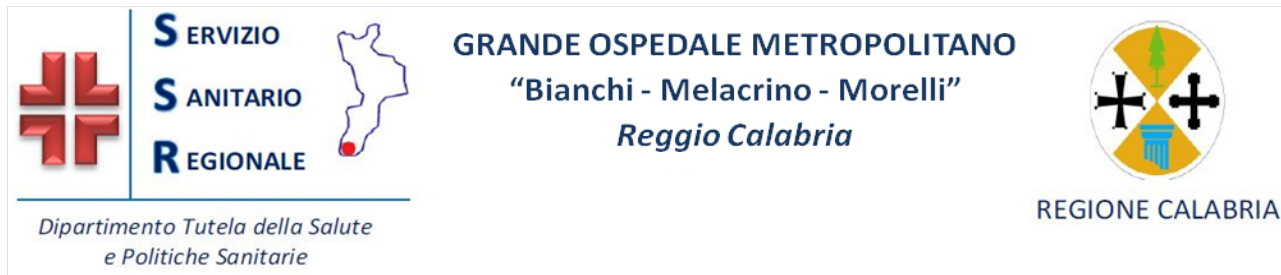 SERVIZIO
SANITARIO
REGIONALE
Dipartimento Tutela della Salute
e Politiche Sanitarie
GRANDE OSPEDALE METROPOLITANO
“Bianchi - Melacrino - Morelli”
Reggio Calabria
REGIONE CALABRIA